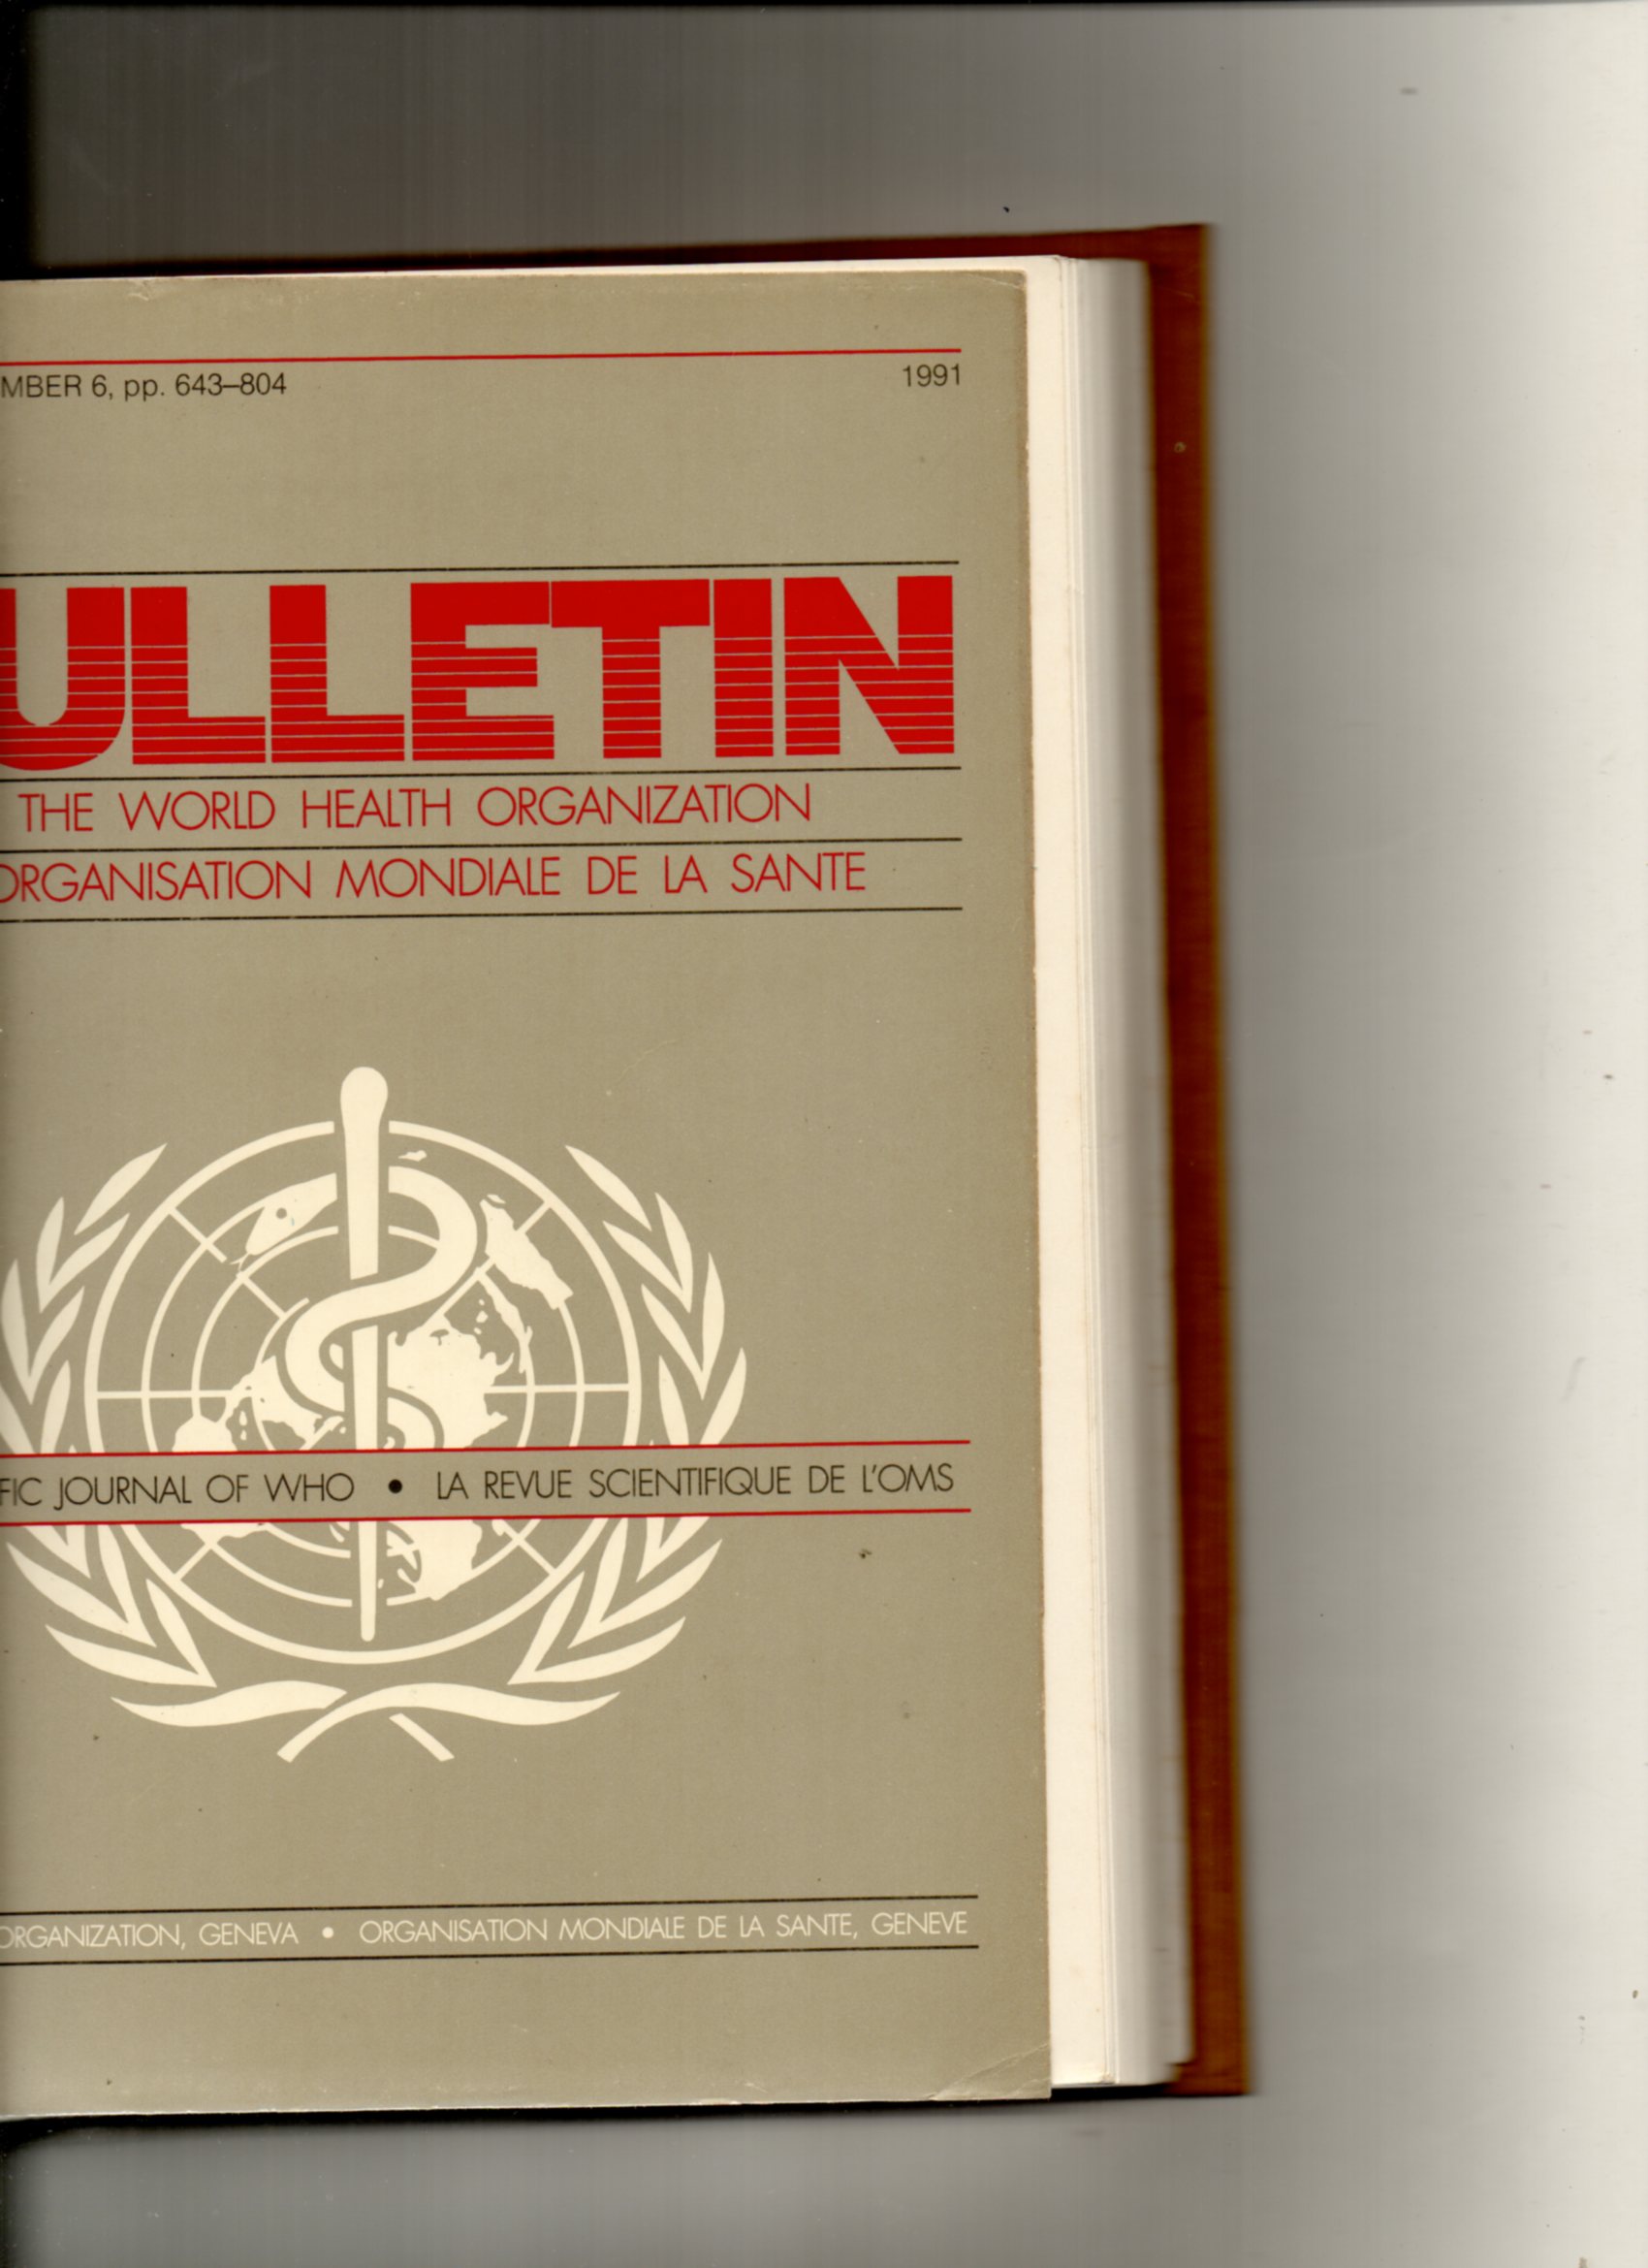 MBER 6, pp. 643–804 1991
ULLETIN
THE WORLD HEALTH ORGANIZATION
ORGANISATION MONDIALE DE LA SANTE
FIC JOURNAL OF WHO • LA REVUE SCIENTIFIQUE DE L'OMS
ORGANIZATION, GENEVA • ORGANISATION MONDIALE DE LA SANTE, GENEVE